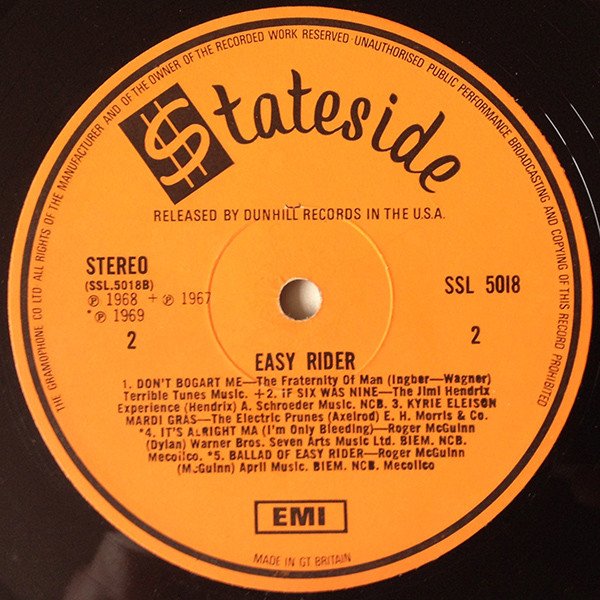 THE GRAMOPHONE CO LTD ALL RIGHTS OF THE MANUFACTURER AND OF THE OWNER OF THE RECORDED WORK RESERVED · UNAUTHORISED PUBLIC PERFORMANCE BROADCASTING AND COPYING OF THIS RECORD PROHIBITED
$tateside
RELEASED BY DUNHILL RECORDS IN THE U.S.A.
STEREO
(SSL.5018B)
℗ 1968 + ℗ 1967
*℗ 1969
SSL 5018
2
2
EASY RIDER
1. DON'T BOGART ME—The Fraternity Of Man (Ingber—Wagner)
Terrible Tunes Music. +2. iF SIX WAS NINE—The Jimi Hendrix
Experience (Hendrix) A. Schroeder Music. NCB. 3. KYRIE ELEISON
MARDI GRAS—The Electric Prunes (Axelrod) E. H. Morris & Co.
*4. IT'S ALRIGHT MA (I'm Only Bleeding)—Roger McGuinn
(Dylan) Warner Bros. Seven Arts Music Ltd. BIEM. NCB.
Mecolico. *5. BALLAD OF EASY RIDER—Roger McGuinn
(McGuinn) April Music. BIEM. NCB. Mecolico
EMI
MADE IN GT BRITAIN